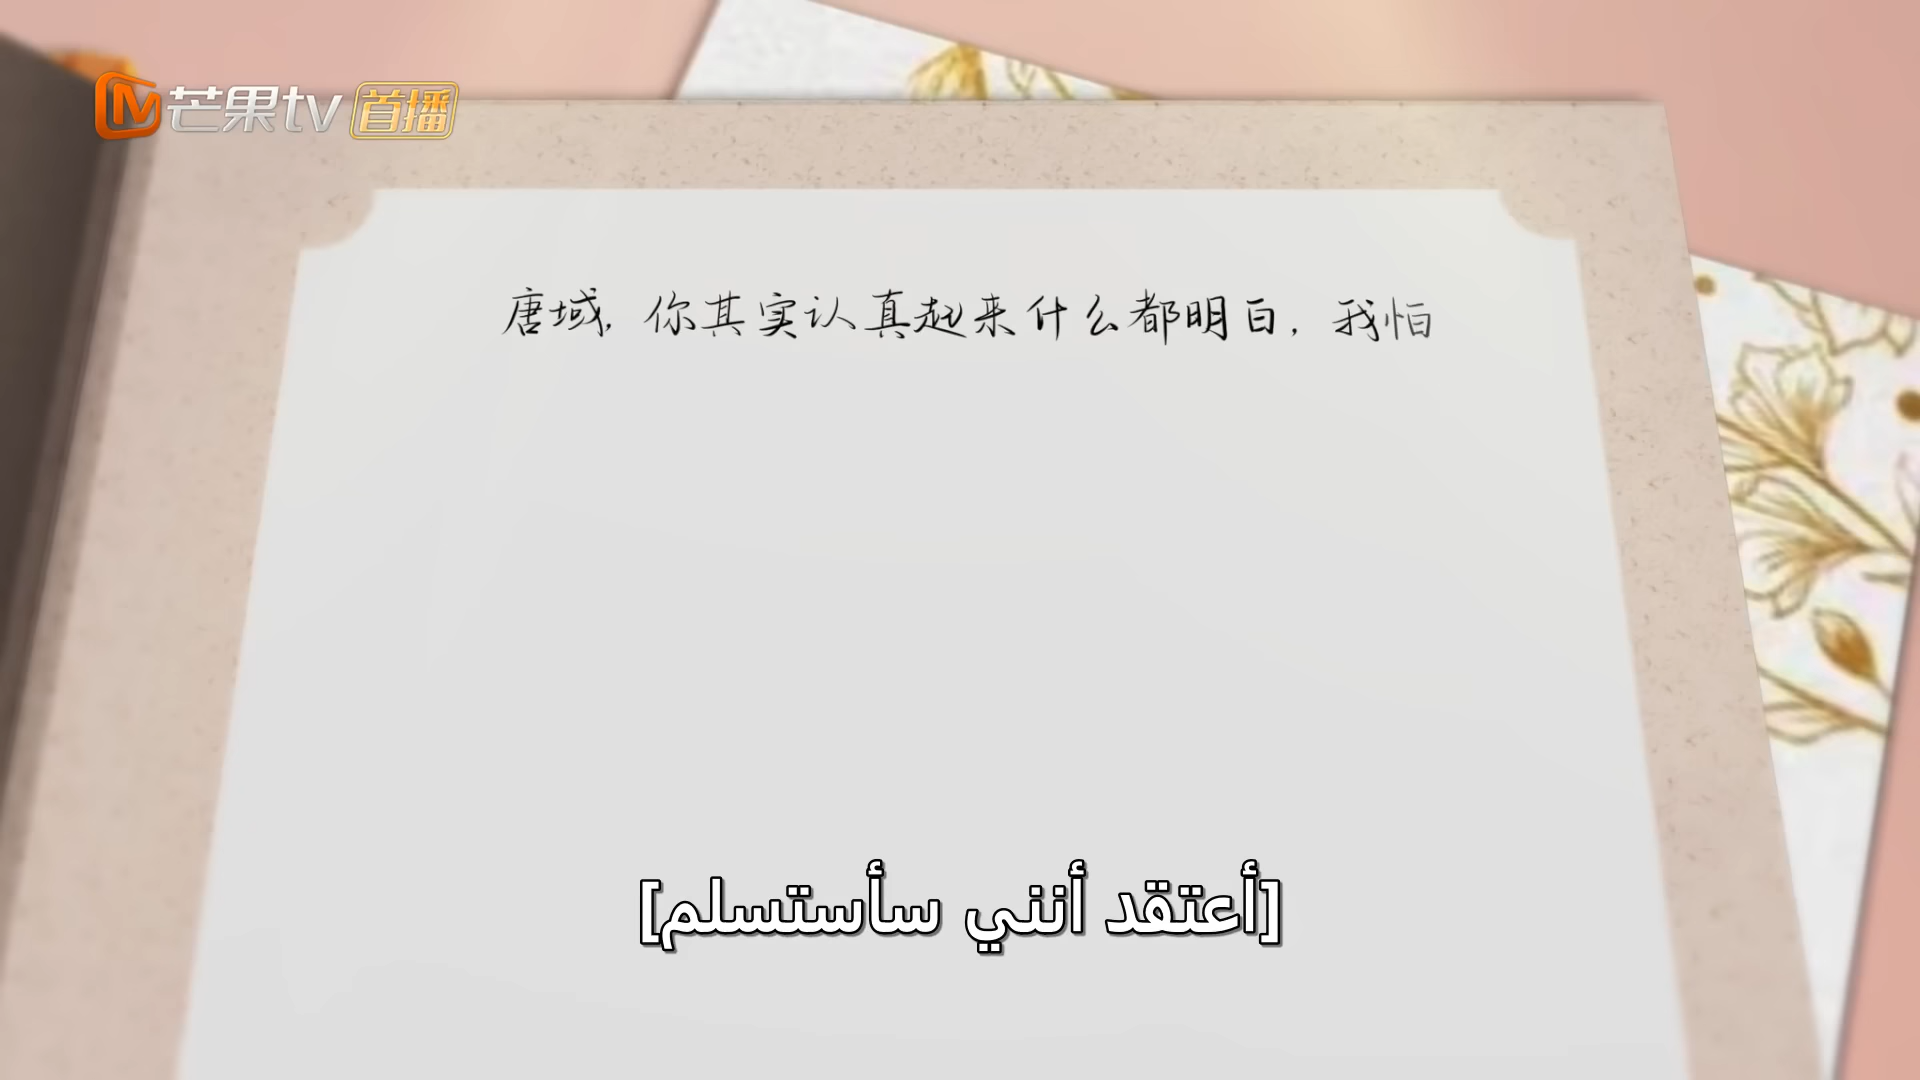 芒果tv 首播
唐域，你其实认真起来什么都明白，我怕
[أعتقد أنني سأستسلم]